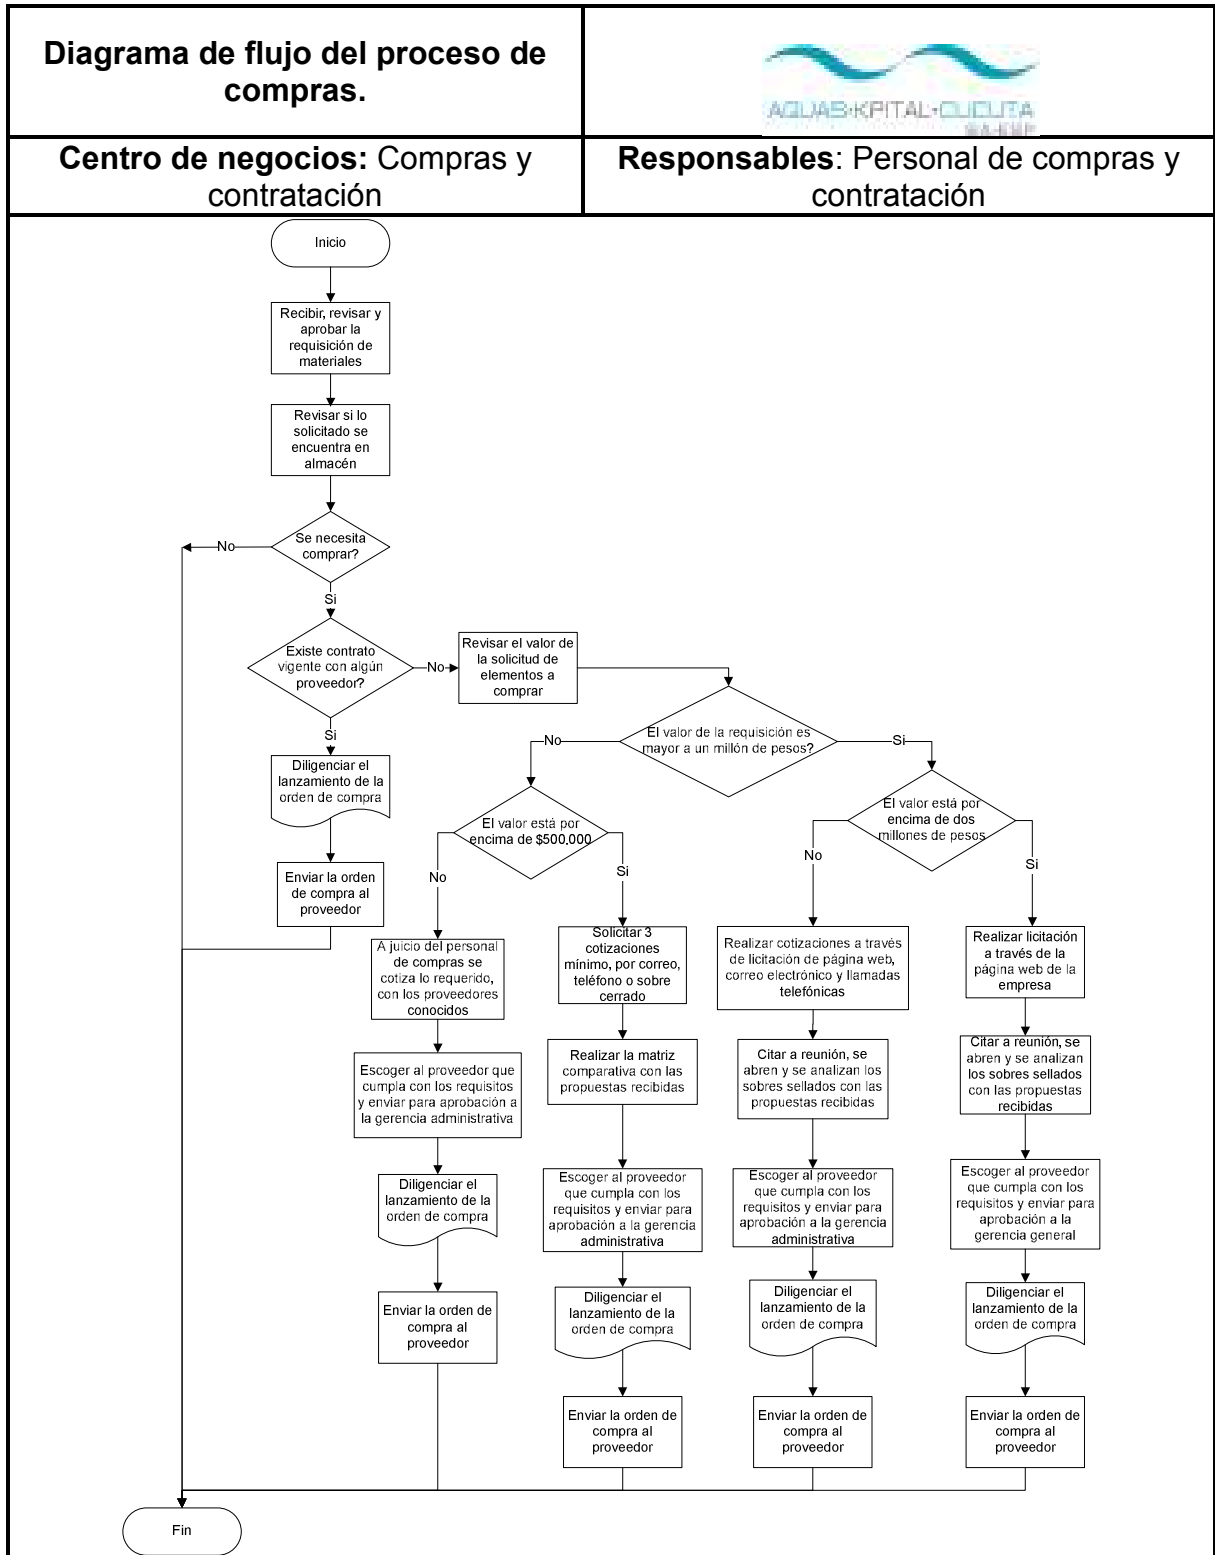 Diagrama de flujo del proceso de
compras.
AQUAS-KPITAL-CUCUTA
Centro de negocios: Compras y
contratación
Responsables: Personal de compras y
contratación
Inicio
Recibir, revisar y
aprobar la
requisición de
materiales
Revisar si lo
solicitado se
encuentra en
almacén
Se necesita
comprar?
No
Si
Existe contrato
vigente con algún
proveedor?
No
Revisar el valor de
la solicitud de
elementos a
comprar
Si
Diligenciar el
lanzamiento de la
orden de compra
Enviar la orden
de compra al
proveedor
El valor de la requisición es
mayor a un millón de pesos?
No
Si
El valor está por
encima de $500,000
No
Si
El valor está por
encima de dos
millones de pesos
No
Si
A juicio del personal
de compras se
cotiza lo requerido,
con los proveedores
conocidos
Escoger al proveedor que
cumpla con los requisitos
y enviar para aprobación a
la gerencia administrativa
Diligenciar el
lanzamiento de la
orden de compra
Enviar la orden de
compra al
proveedor
Solicitar 3
cotizaciones
mínimo, por correo,
teléfono o sobre
cerrado
Realizar la matriz
comparativa con las
propuestas recibidas
Escoger al proveedor
que cumpla con los
requisitos y enviar para
aprobación a la gerencia
administrativa
Diligenciar el
lanzamiento de la
orden de compra
Enviar la orden de
compra al
proveedor
Realizar cotizaciones a través
de licitación de página web,
correo electrónico y llamadas
telefónicas
Citar a reunión, se
abren y se analizan los
sobres sellados con las
propuestas recibidas
Escoger al proveedor
que cumpla con los
requisitos y enviar para
aprobación a la gerencia
administrativa
Diligenciar el
lanzamiento de la
orden de compra
Enviar la orden de
compra al
proveedor
Realizar licitación
a través de la
página web de la
empresa
Citar a reunión, se
abren y se analizan
los sobres sellados
con las propuestas
recibidas
Escoger al proveedor
que cumpla con los
requisitos y enviar para
aprobación a la
gerencia general
Diligenciar el
lanzamiento de la
orden de compra
Enviar la orden de
compra al
proveedor
Fin